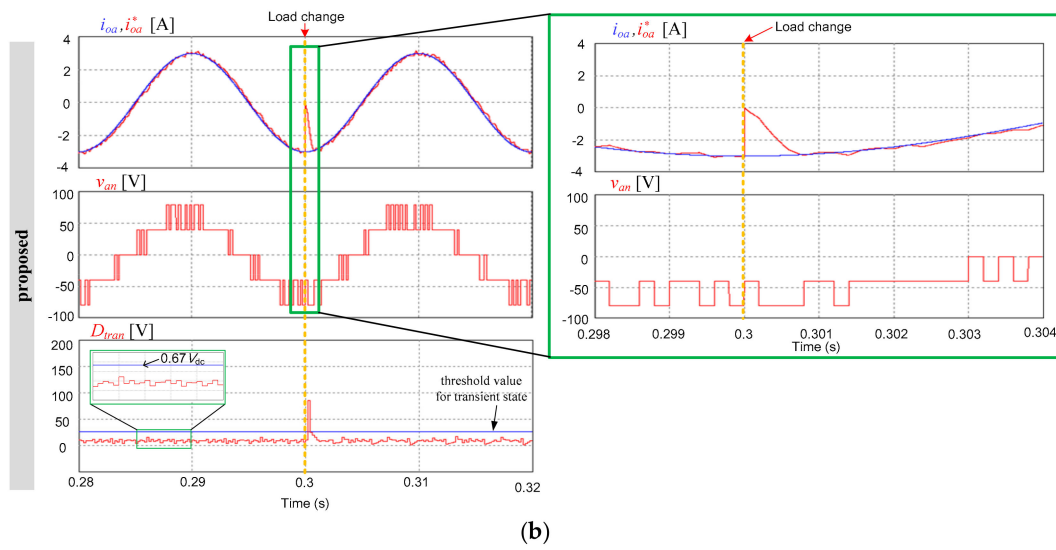 Load change
i_oa, i*_oa [A]
4
2
0
-2
-4
v_an [V]
100
50
0
-50
-100
D_tran [V]
200
150
100
50
0
-50
0.67 V_dc
threshold value
for transient state
0.28
0.29
0.3
0.31
0.32
Time (s)
proposed
i_oa, i*_oa [A]
Load change
4
2
0
-2
-4
v_an [V]
100
50
0
-50
-100
0.298
0.299
0.3
0.301
0.302
0.303
0.304
Time (s)
(b)